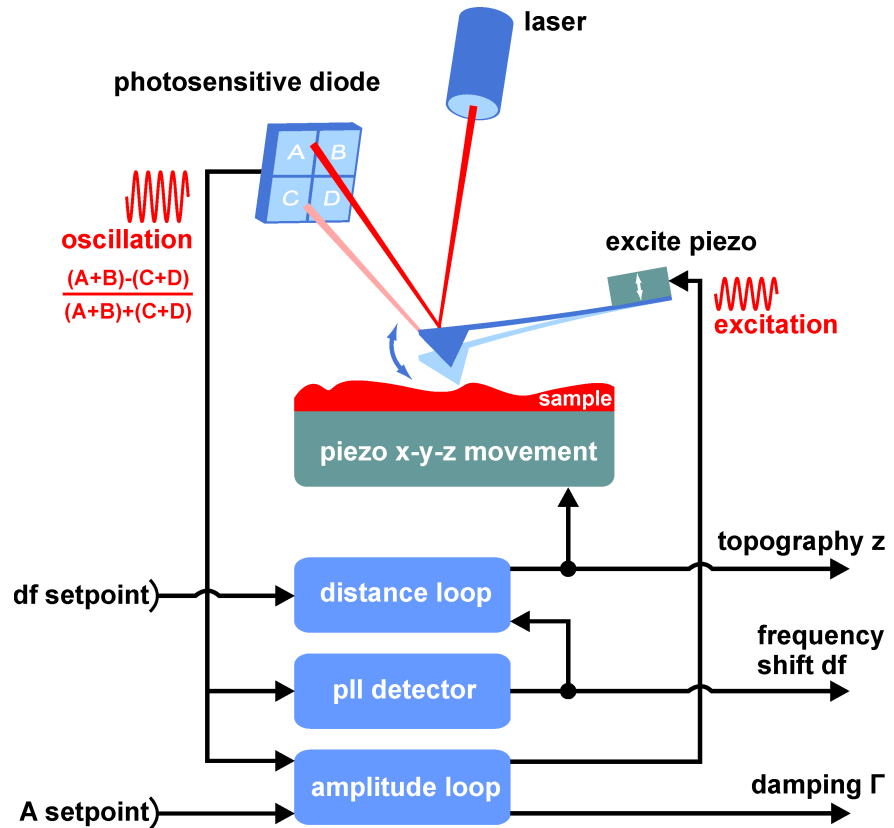 laser
photosensitive diode
A B
C D
oscillation
(A+B)-(C+D)
(A+B)+(C+D)
excite piezo
excitation
sample
piezo x-y-z movement
topography z
distance loop
df setpoint
frequency
shift df
pll detector
amplitude loop
damping Γ
A setpoint